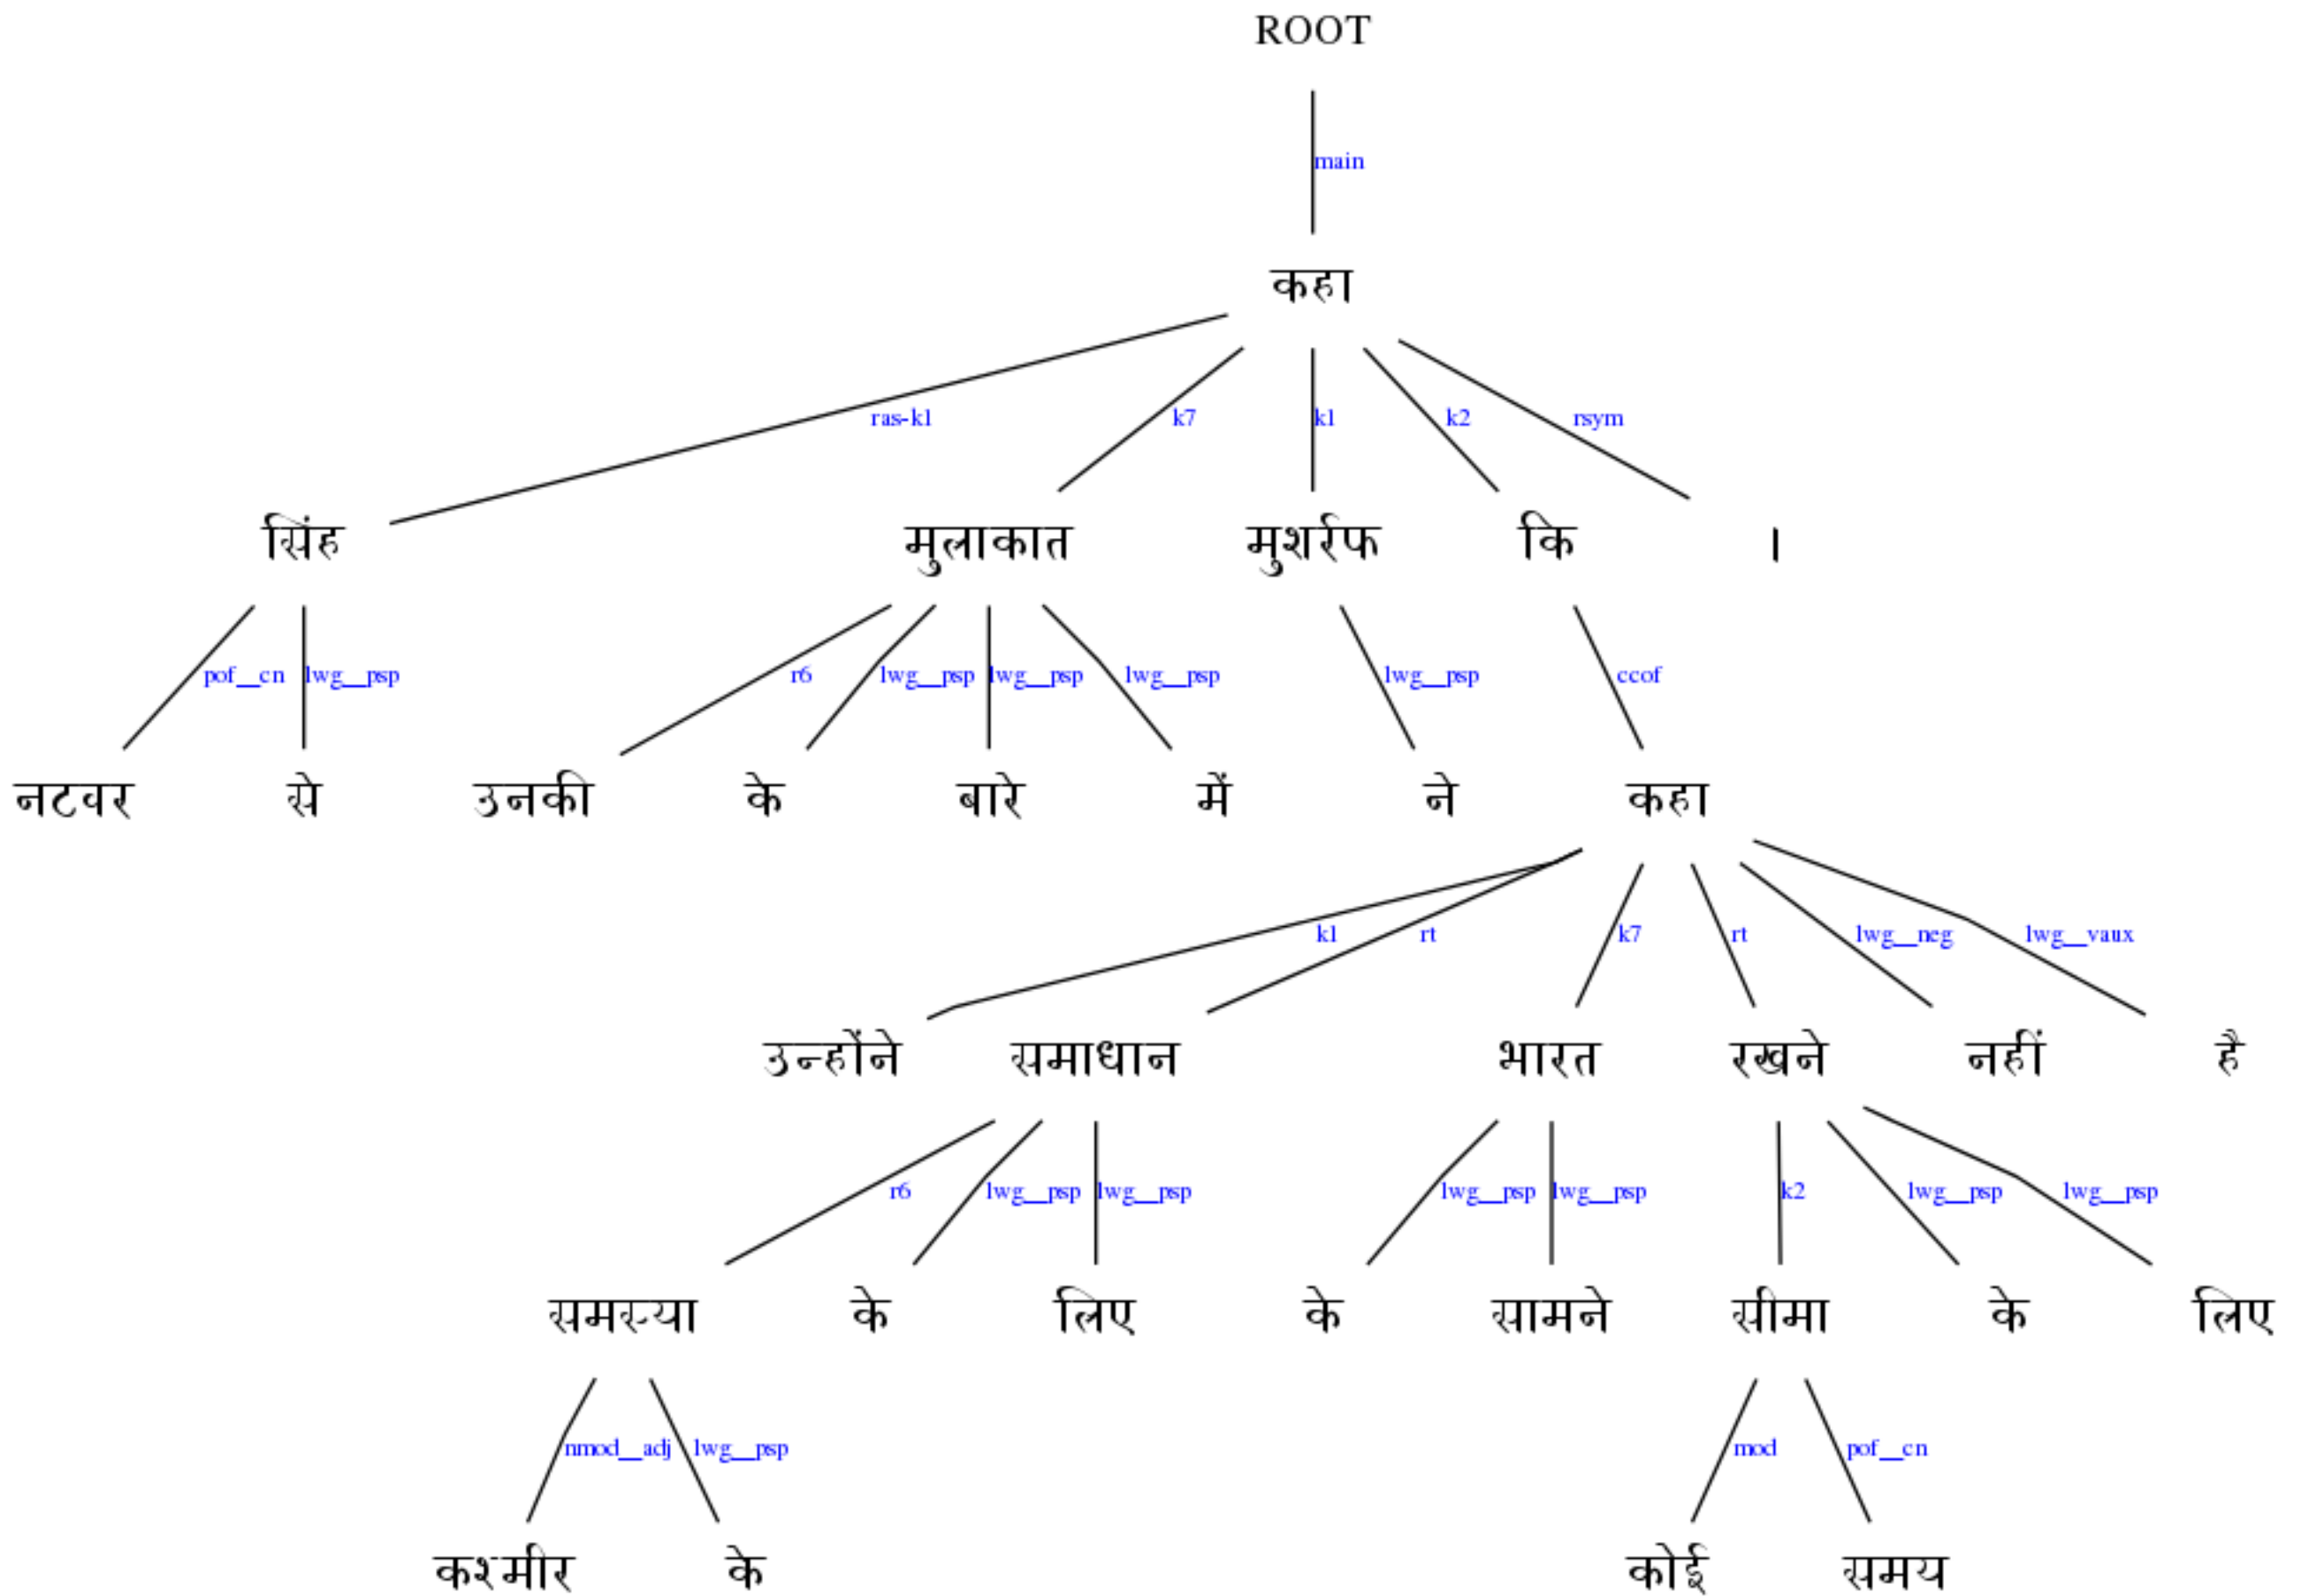 ROOT
main
कहा
ras-k1 k7 k1 k2 rsym
सिंह मुलाकात मुशर्रफ कि ।
pof__cn lwg__psp r6 lwg__psp lwg__psp lwg__psp lwg__psp ccof
नटवर से उनकी के बारे में ने कहा
k1 rt k7 rt lwg__neg lwg__vaux
उन्होंने समाधान भारत रखने नहीं है
r6 lwg__psp lwg__psp lwg__psp lwg__psp k2 lwg__psp lwg__psp
समस्या के लिए के सामने सीमा के लिए
nmod__adj lwg__psp mod pof__cn
कश्मीर के कोई समय